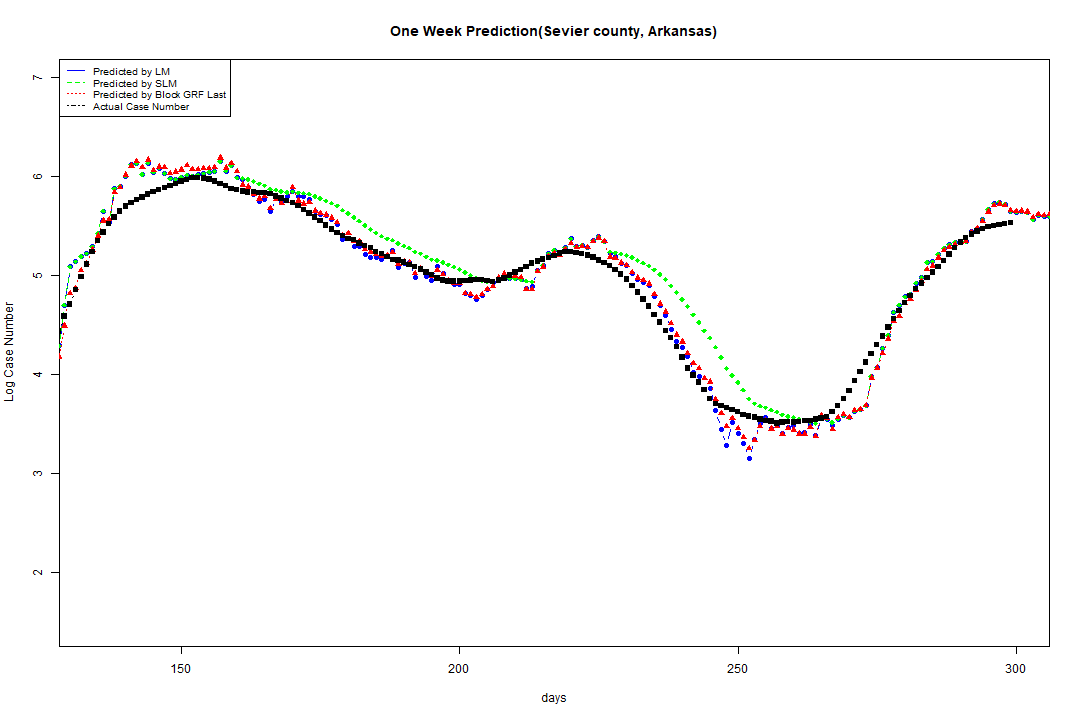 One Week Prediction(Sevier county, Arkansas)
Predicted by LM
Predicted by SLM
Predicted by Block GRF Last
Actual Case Number
7
6
5
4
3
2
Log Case Number
150 200 250 300
days